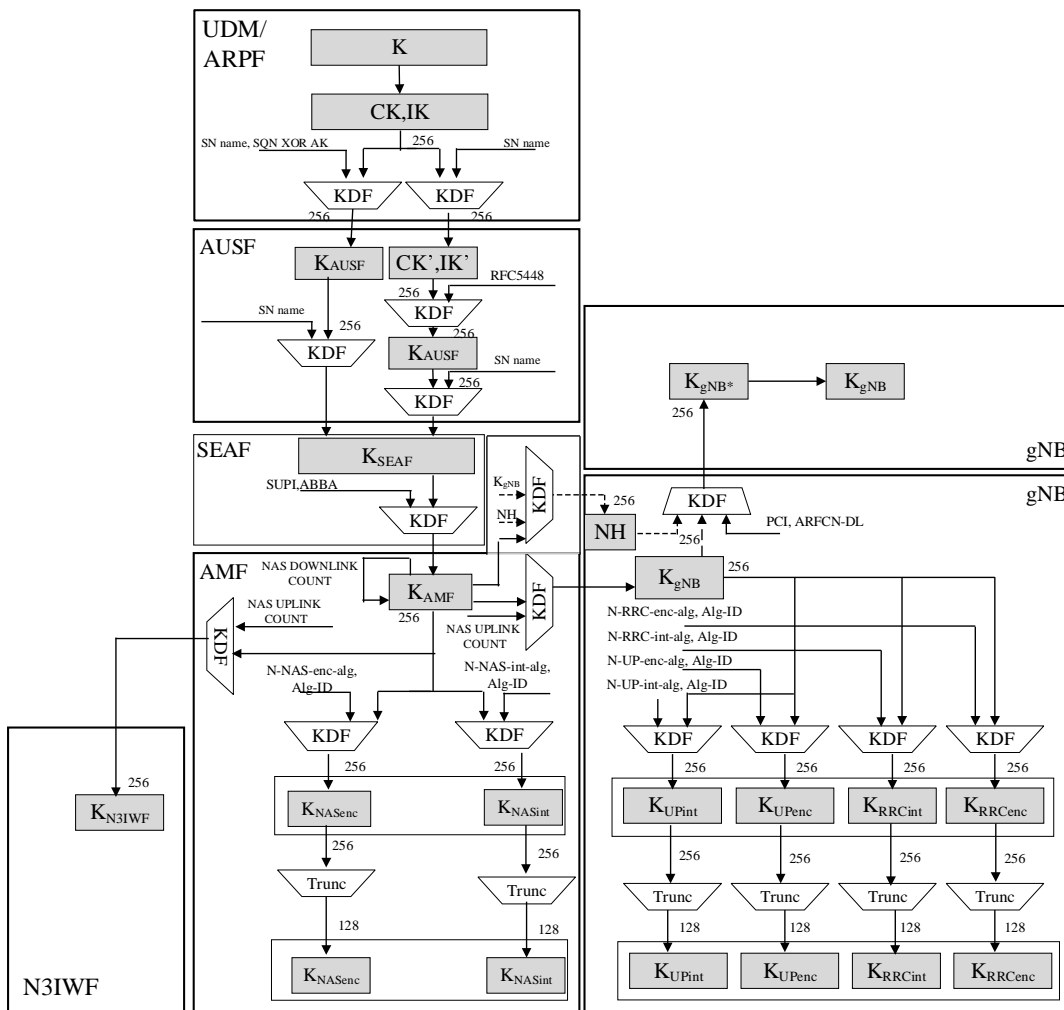 UDM/
ARPF
K
CK,IK
SN name, SQN XOR AK
256
SN name
KDF
KDF
256
256
AUSF
KAUSF
CK’,IK’
RFC5448
256
KDF
SN name
256
256
KDF
KAUSF
SN name
256
KDF
gNB
KgNB*
KgNB
256
SEAF
KSEAF
SUPI,ABBA
KDF
KgNB
NH
KDF
256
NH
gNB
KDF
PCI, ARFCN-DL
256
AMF
NAS DOWNLINK
COUNT
KAMF
256
KDF
NAS UPLINK
COUNT
KgNB
256
NAS UPLINK
COUNT
KDF
N-NAS-enc-alg,
Alg-ID
N-NAS-int-alg,
Alg-ID
KDF
KDF
256
256
KNASenc
KNASint
256
256
Trunc
Trunc
128
128
KNASenc
KNASint
N-RRC-enc-alg, Alg-ID
N-RRC-int-alg, Alg-ID
N-UP-enc-alg, Alg-ID
N-UP-int-alg, Alg-ID
KDF
KDF
KDF
KDF
256
256
256
256
KUPint
KUPenc
KRRCint
KRRCenc
256
256
256
256
Trunc
Trunc
Trunc
Trunc
128
128
128
128
KUPint
KUPenc
KRRCint
KRRCenc
256
KN3IWF
N3IWF